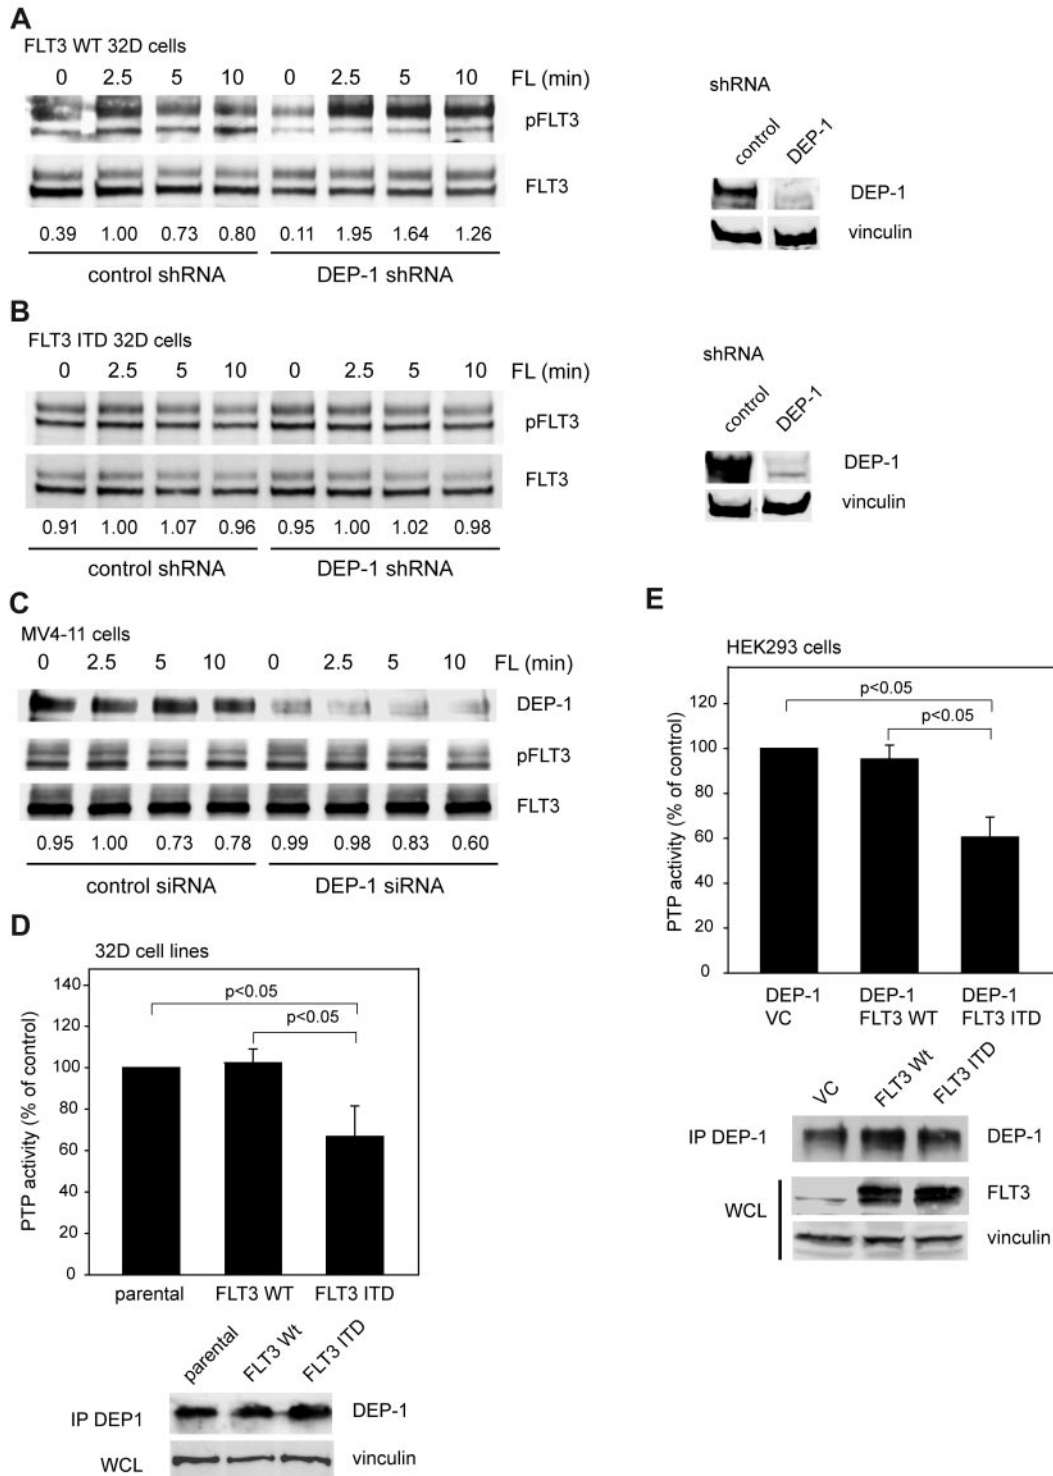 A
FLT3 WT 32D cells
0 2.5 5 10 0 2.5 5 10 FL (min)
pFLT3
FLT3
0.39 1.00 0.73 0.80 0.11 1.95 1.64 1.26
control shRNA DEP-1 shRNA
shRNA
control DEP-1
DEP-1
vinculin
B
FLT3 ITD 32D cells
0 2.5 5 10 0 2.5 5 10 FL (min)
pFLT3
FLT3
0.91 1.00 1.07 0.96 0.95 1.00 1.02 0.98
control shRNA DEP-1 shRNA
shRNA
control DEP-1
DEP-1
vinculin
C
MV4-11 cells
0 2.5 5 10 0 2.5 5 10 FL (min)
DEP-1
pFLT3
FLT3
0.95 1.00 0.73 0.78 0.99 0.98 0.83 0.60
control siRNA DEP-1 siRNA
D
32D cell lines
PTP activity (% of control)
140
120
100
80
60
40
20
0
p<0.05
p<0.05
parental FLT3 WT FLT3 ITD
parental FLT3 Wt FLT3 ITD
IP DEP1 DEP-1
WCL vinculin
E
HEK293 cells
PTP activity (% of control)
120
100
80
60
40
20
0
p<0.05
p<0.05
DEP-1 DEP-1 DEP-1
VC FLT3 WT FLT3 ITD
VC FLT3 Wt FLT3 ITD
IP DEP-1 DEP-1
FLT3
WCL
vinculin